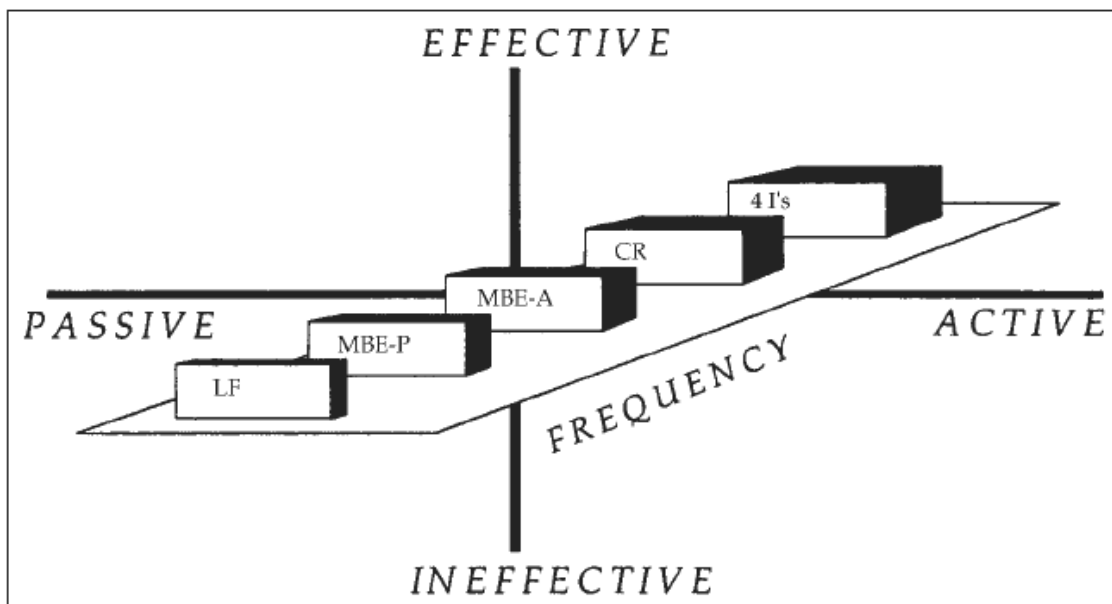 EFFECTIVE
4 I's
CR
MBE-A
PASSIVE
ACTIVE
MBE-P
FREQUENCY
LF
INEFFECTIVE